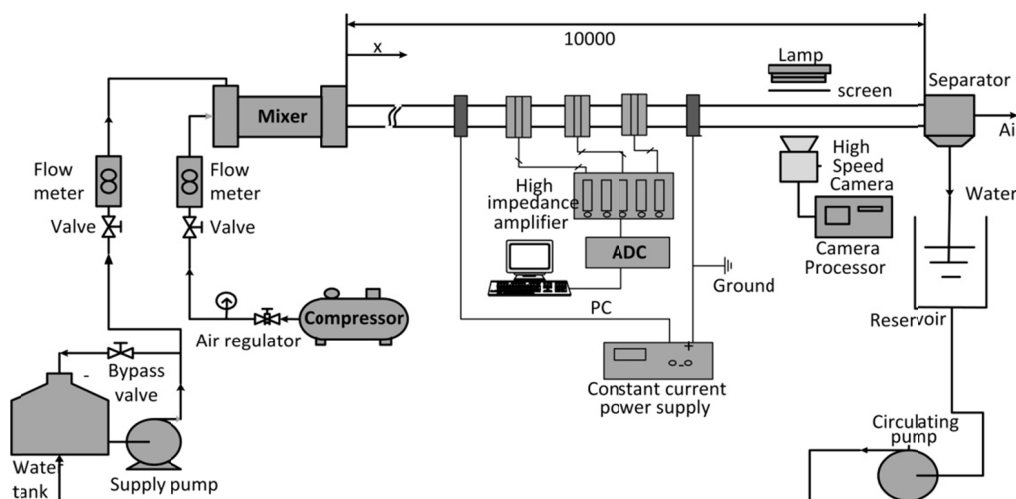 10000
x
Lamp
screen
Separator
Air
Mixer
Flow
meter
Flow
meter
Valve
Valve
High
impedance
amplifier
High
Speed
Camera
Water
Camera
Processor
ADC
Ground
PC
Reservoir
Compressor
Air regulator
Bypass
valve
-
+
Constant current
power supply
Circulating
pump
Water
tank
Supply pump